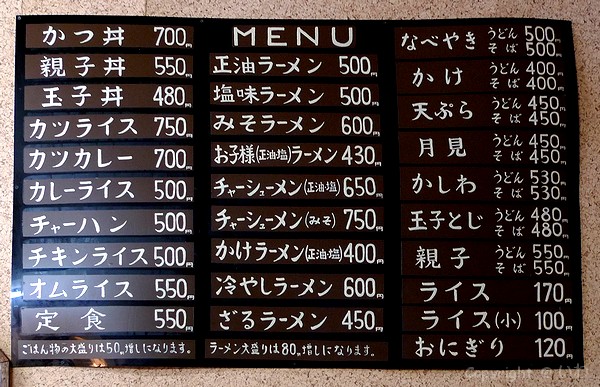 かつ丼 700円
親子丼 550円
玉子丼 480円
カツライス 750円
カツカレー 700円
カレーライス 500円
チャーハン 500円
チキンライス 500円
オムライス 550円
定食 550円
ごはん物の大盛りは50円増しになります。
MENU
正油ラーメン 500円
塩味ラーメン 500円
みそラーメン 600円
お子様(正油・塩)ラーメン 430円
チャーシューメン(正油・塩) 650円
チャーシューメン(みそ) 750円
かけラーメン(正油・塩) 400円
冷やしラーメン 600円
ざるラーメン 450円
ラーメン大盛りは80円増しになります。
なべやき うどん 500円
そば 500円
かけ うどん 400円
そば 400円
天ぷら うどん 450円
そば 450円
月見 うどん 450円
そば 450円
かしわ うどん 530円
そば 530円
玉子とじ うどん 480円
そば 480円
親子 うどん 550円
そば 550円
ライス 170円
ライス(小) 100円
おにぎり 120円
Copyright ©